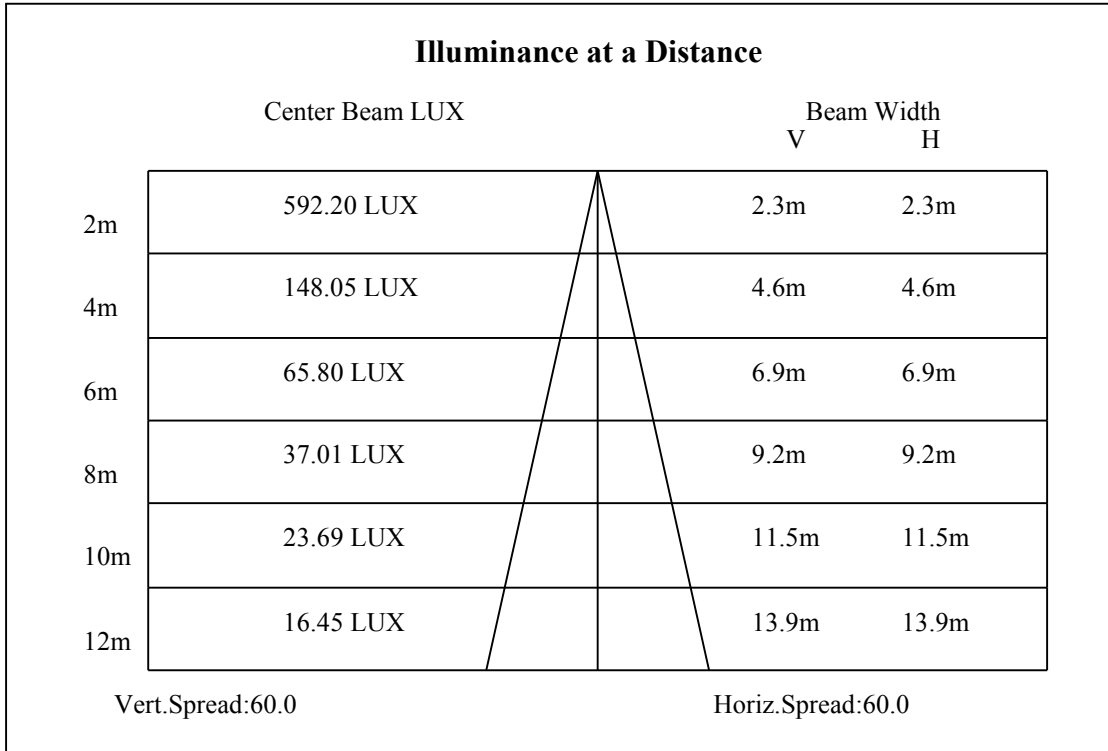 Illuminance at a Distance
Center Beam LUX Beam Width
V H
2m 592.20 LUX 2.3m 2.3m
4m 148.05 LUX 4.6m 4.6m
6m 65.80 LUX 6.9m 6.9m
8m 37.01 LUX 9.2m 9.2m
10m 23.69 LUX 11.5m 11.5m
12m 16.45 LUX 13.9m 13.9m
Vert.Spread:60.0 Horiz.Spread:60.0